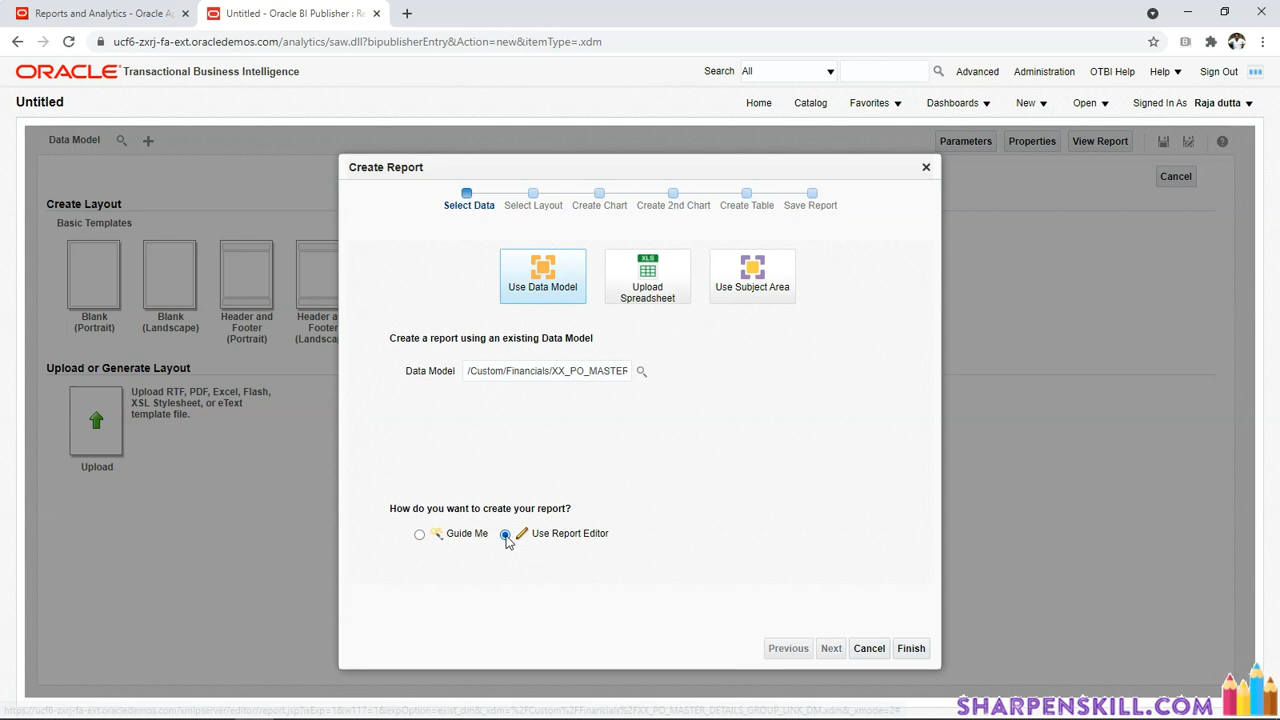 Reports and Analytics - Oracle A
Untitled - Oracle BI Publisher : Re
ucf6-zxrj-fa-ext.oracledemos.com/analytics/saw.dll?bipublisherEntry&Action=new&itemType=.xdm
ORACLE Transactional Business Intelligence
Search All Advanced Administration OTBI Help Help Sign Out
Untitled
Home Catalog Favorites Dashboards New Open Signed In As Raja dutta
Data Model
Parameters Properties View Report
Cancel
Create Layout
Basic Templates
Blank
(Portrait)
Blank
(Landscape)
Header and
Footer
(Portrait)
Header a
Footer
(Landsca
Upload or Generate Layout
Upload RTF, PDF, Excel, Flash,
XSL Stylesheet, or eText
template file.
Upload
Create Report
Select Data Select Layout Create Chart Create 2nd Chart Create Table Save Report
Use Data Model
XLS
Upload
Spreadsheet
Use Subject Area
Create a report using an existing Data Model
Data Model /Custom/Financials/XX_PO_MASTER
How do you want to create your report?
Guide Me Use Report Editor
Previous Next Cancel Finish
SHARPENSKILL.COM